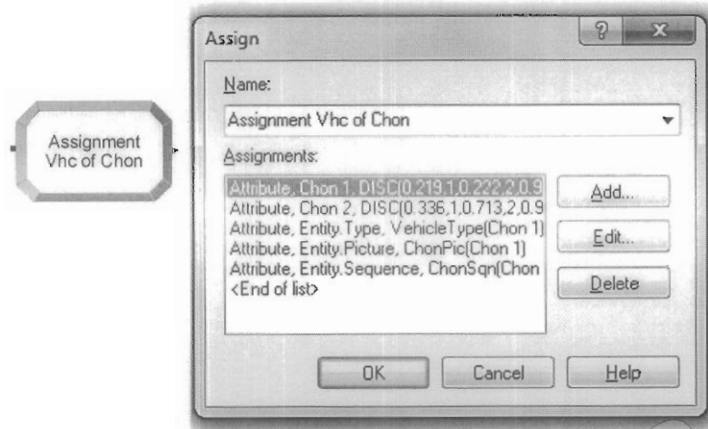 Assignment
Vhc of Chon
Assign
Name:
Assignment Vhc of Chon
Assignments:
Attribute, Chon 1, DISC(0.219,1,0.222,2,0.9
Attribute, Chon 2, DISC(0.336,1,0.713,2,0.9
Attribute, Entity.Type, VehicleType(Chon 1)
Attribute, Entity.Picture, ChonPic(Chon 1)
Attribute, Entity.Sequence, ChonSqn(Chon
<End of list>
Add...
Edit...
Delete
OK
Cancel
Help